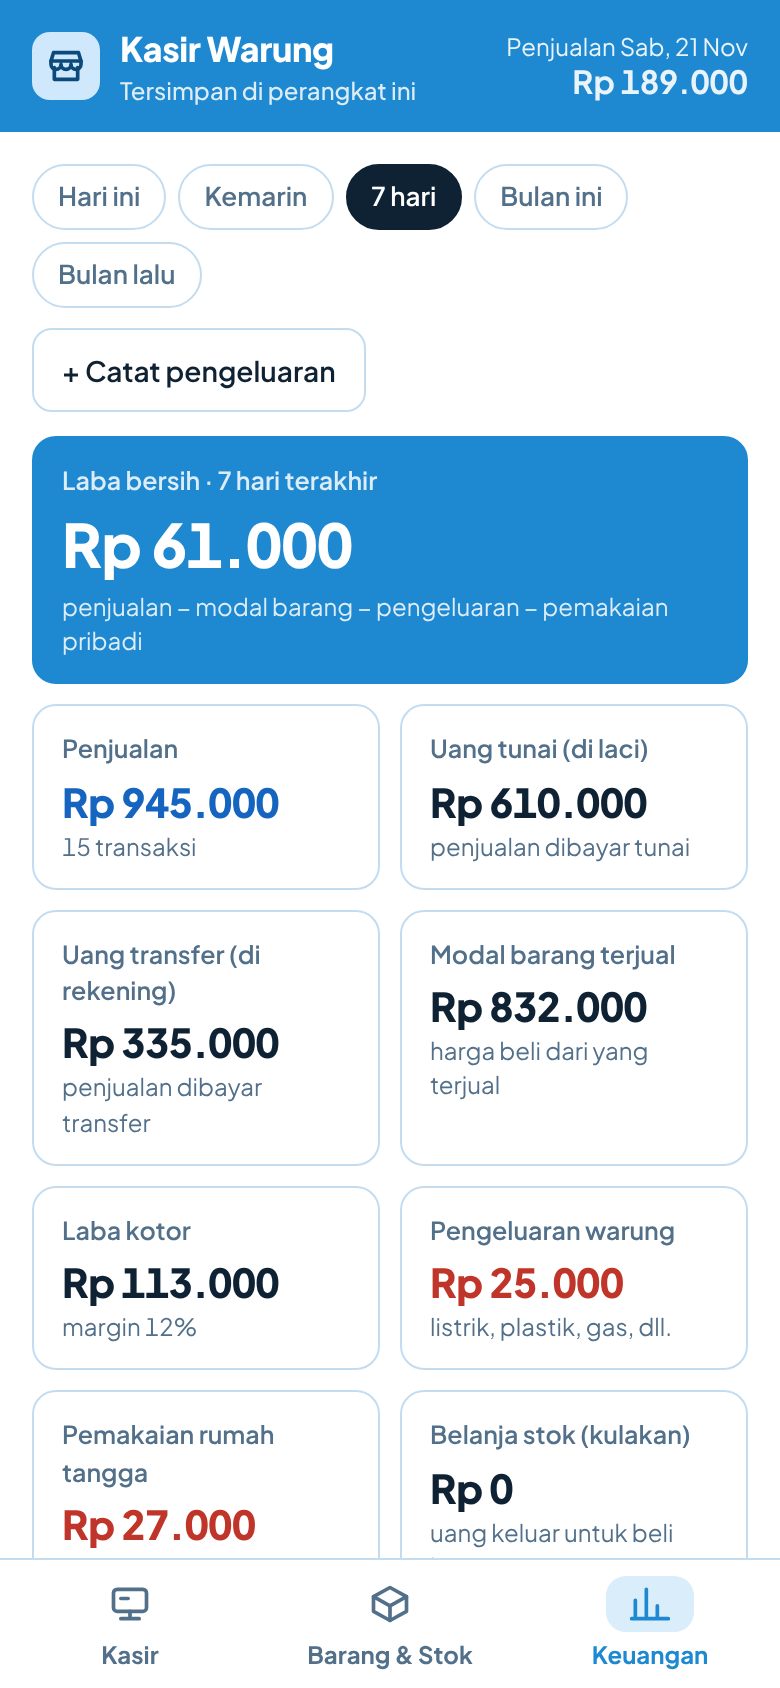 Kasir Warung
Tersimpan di perangkat ini
Penjualan Sab, 21 Nov
Rp 189.000
Hari ini
Kemarin
7 hari
Bulan ini
Bulan lalu
+ Catat pengeluaran
Laba bersih · 7 hari terakhir
Rp 61.000
penjualan – modal barang – pengeluaran – pemakaian
pribadi
Penjualan
Rp 945.000
15 transaksi
Uang tunai (di laci)
Rp 610.000
penjualan dibayar tunai
Uang transfer (di
rekening)
Rp 335.000
penjualan dibayar
transfer
Modal barang terjual
Rp 832.000
harga beli dari yang
terjual
Laba kotor
Rp 113.000
margin 12%
Pengeluaran warung
Rp 25.000
listrik, plastik, gas, dll.
Pemakaian rumah
tangga
Rp 27.000
Belanja stok (kulakan)
Rp 0
uang keluar untuk beli
Kasir
Barang & Stok
Keuangan